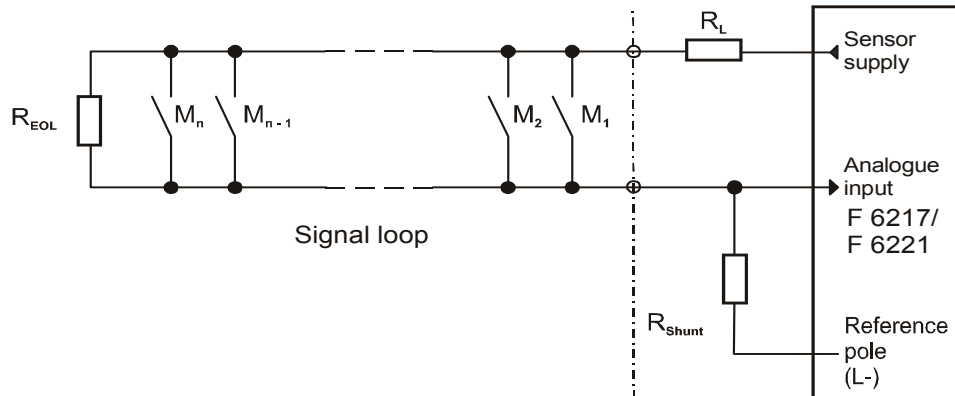 R_L
Sensor
supply
R_EOL
M_n
M_n-1
M_2
M_1
Analogue
input
F 6217/
F 6221
Signal loop
R_Shunt
Reference
pole
(L-)